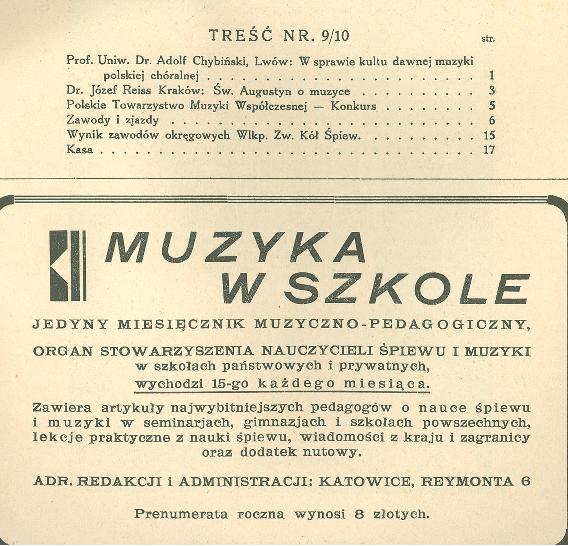 TREŚĆ NR. 9/10
str.
Prof. Uniw. Dr. Adolf Chybiński, Lwów: W sprawie kultu dawnej muzyki
polskiej chóralnej . . . . . . . . . . . . . . . . . . . . . 1
Dr. Józef Reiss Kraków: Św. Augustyn o muzyce . . . . . . . . . 3
Polskie Towarzystwo Muzyki Współczesnej — Konkurs . . . . . . . 5
Zawody i zjazdy . . . . . . . . . . . . . . . . . . . . . . . 6
Wynik zawodów okręgowych Wlkp. Zw. Kół Śpiew. . . . . . . . . . 15
Kasa . . . . . . . . . . . . . . . . . . . . . . . . . . . . 17
MUZYKA
W SZKOLE
JEDYNY MIESIĘCZNIK MUZYCZNO-PEDAGOGICZNY,
ORGAN STOWARZYSZENIA NAUCZYCIELI ŚPIEWU I MUZYKI
w szkołach państwowych i prywatnych,
wychodzi 15-go każdego miesiąca.
Zawiera artykuły najwybitniejszych pedagogów o nauce śpiewu
i muzyki w seminarjach, gimnazjach i szkołach powszechnych,
lekcje praktyczne z nauki śpiewu, wiadomości z kraju i zagranicy
oraz dodatek nutowy.
ADR. REDAKCJI i ADMINISTRACJI: KATOWICE, REYMONTA 6
Prenumerata roczna wynosi 8 złotych.